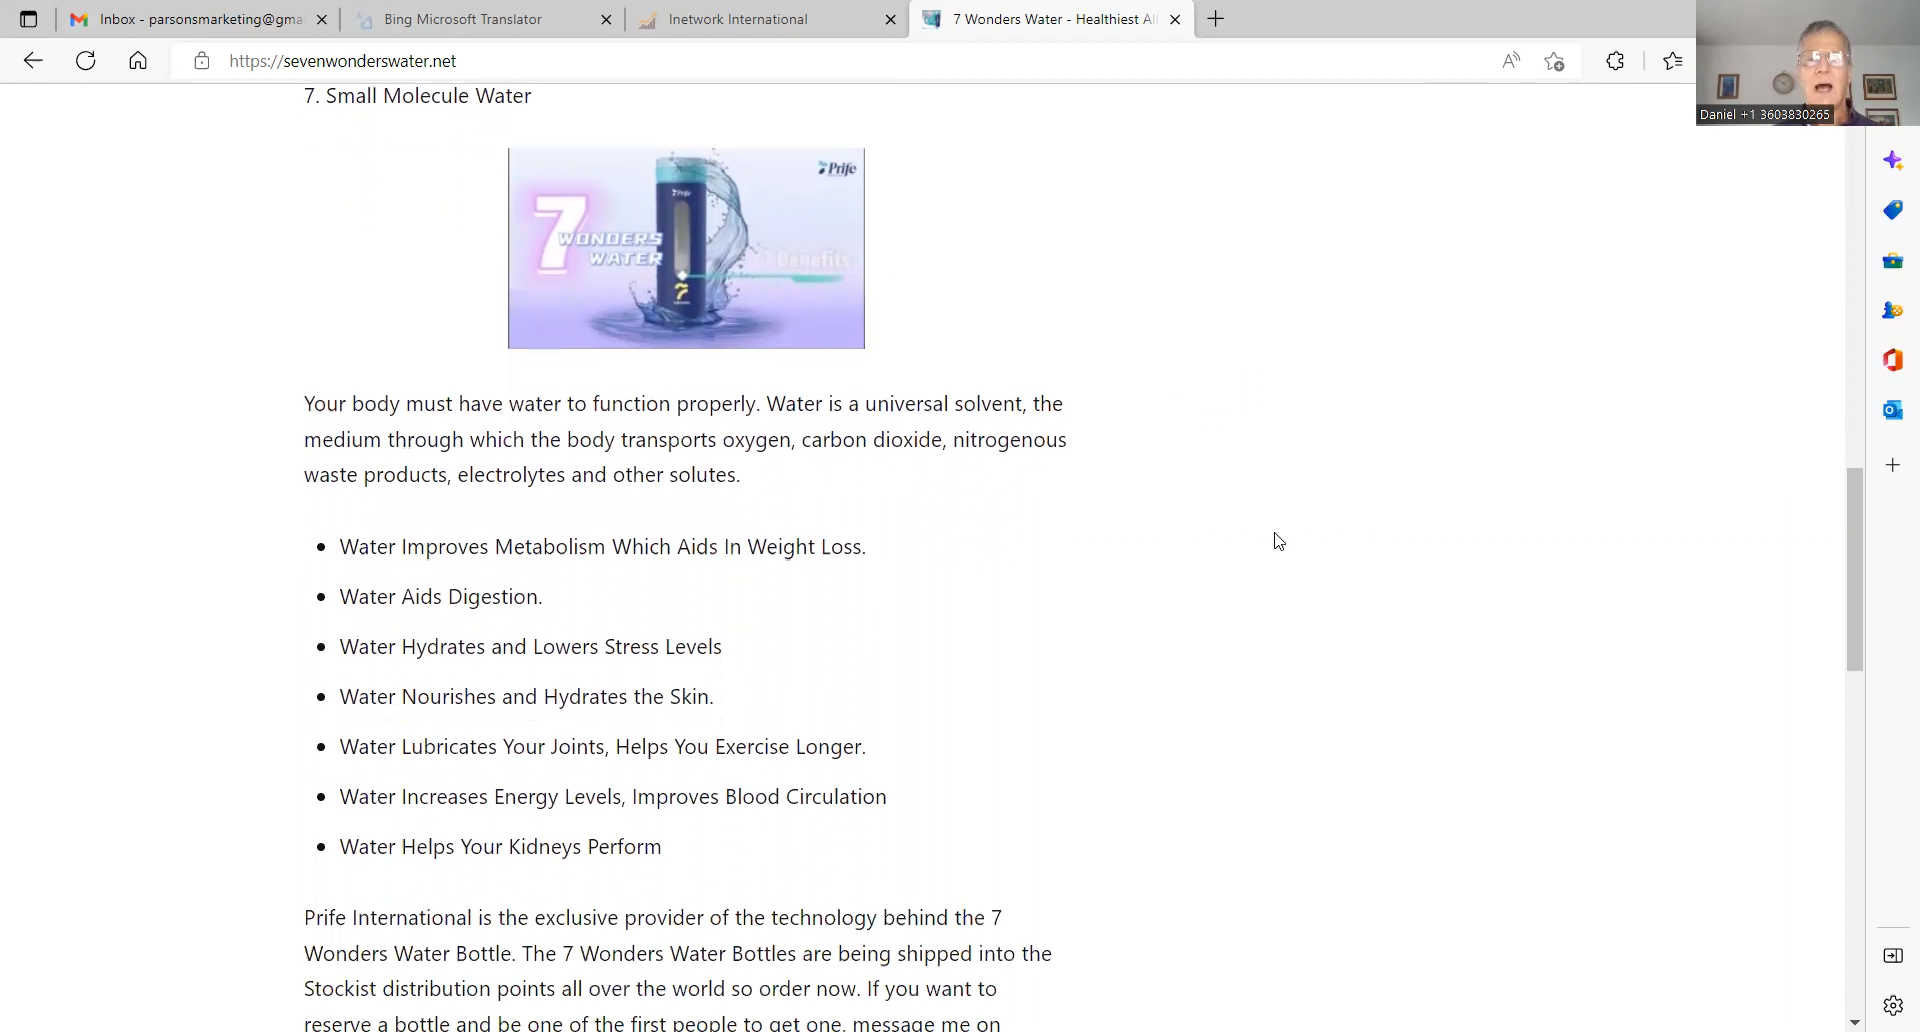 Inbox - parsonsmarketing@gma
Bing Microsoft Translator
Inetwork International
7 Wonders Water - Healthiest Al
https://sevenwonderswater.net
Daniel +1 3603830265
7. Small Molecule Water
Prife
7 Prife
7
WONDERS
WATER
7 Benefits
Your body must have water to function properly. Water is a universal solvent, the
medium through which the body transports oxygen, carbon dioxide, nitrogenous
waste products, electrolytes and other solutes.
• Water Improves Metabolism Which Aids In Weight Loss.
• Water Aids Digestion.
• Water Hydrates and Lowers Stress Levels
• Water Nourishes and Hydrates the Skin.
• Water Lubricates Your Joints, Helps You Exercise Longer.
• Water Increases Energy Levels, Improves Blood Circulation
• Water Helps Your Kidneys Perform
Prife International is the exclusive provider of the technology behind the 7
Wonders Water Bottle. The 7 Wonders Water Bottles are being shipped into the
Stockist distribution points all over the world so order now. If you want to
reserve a bottle and be one of the first people to get one, message me on